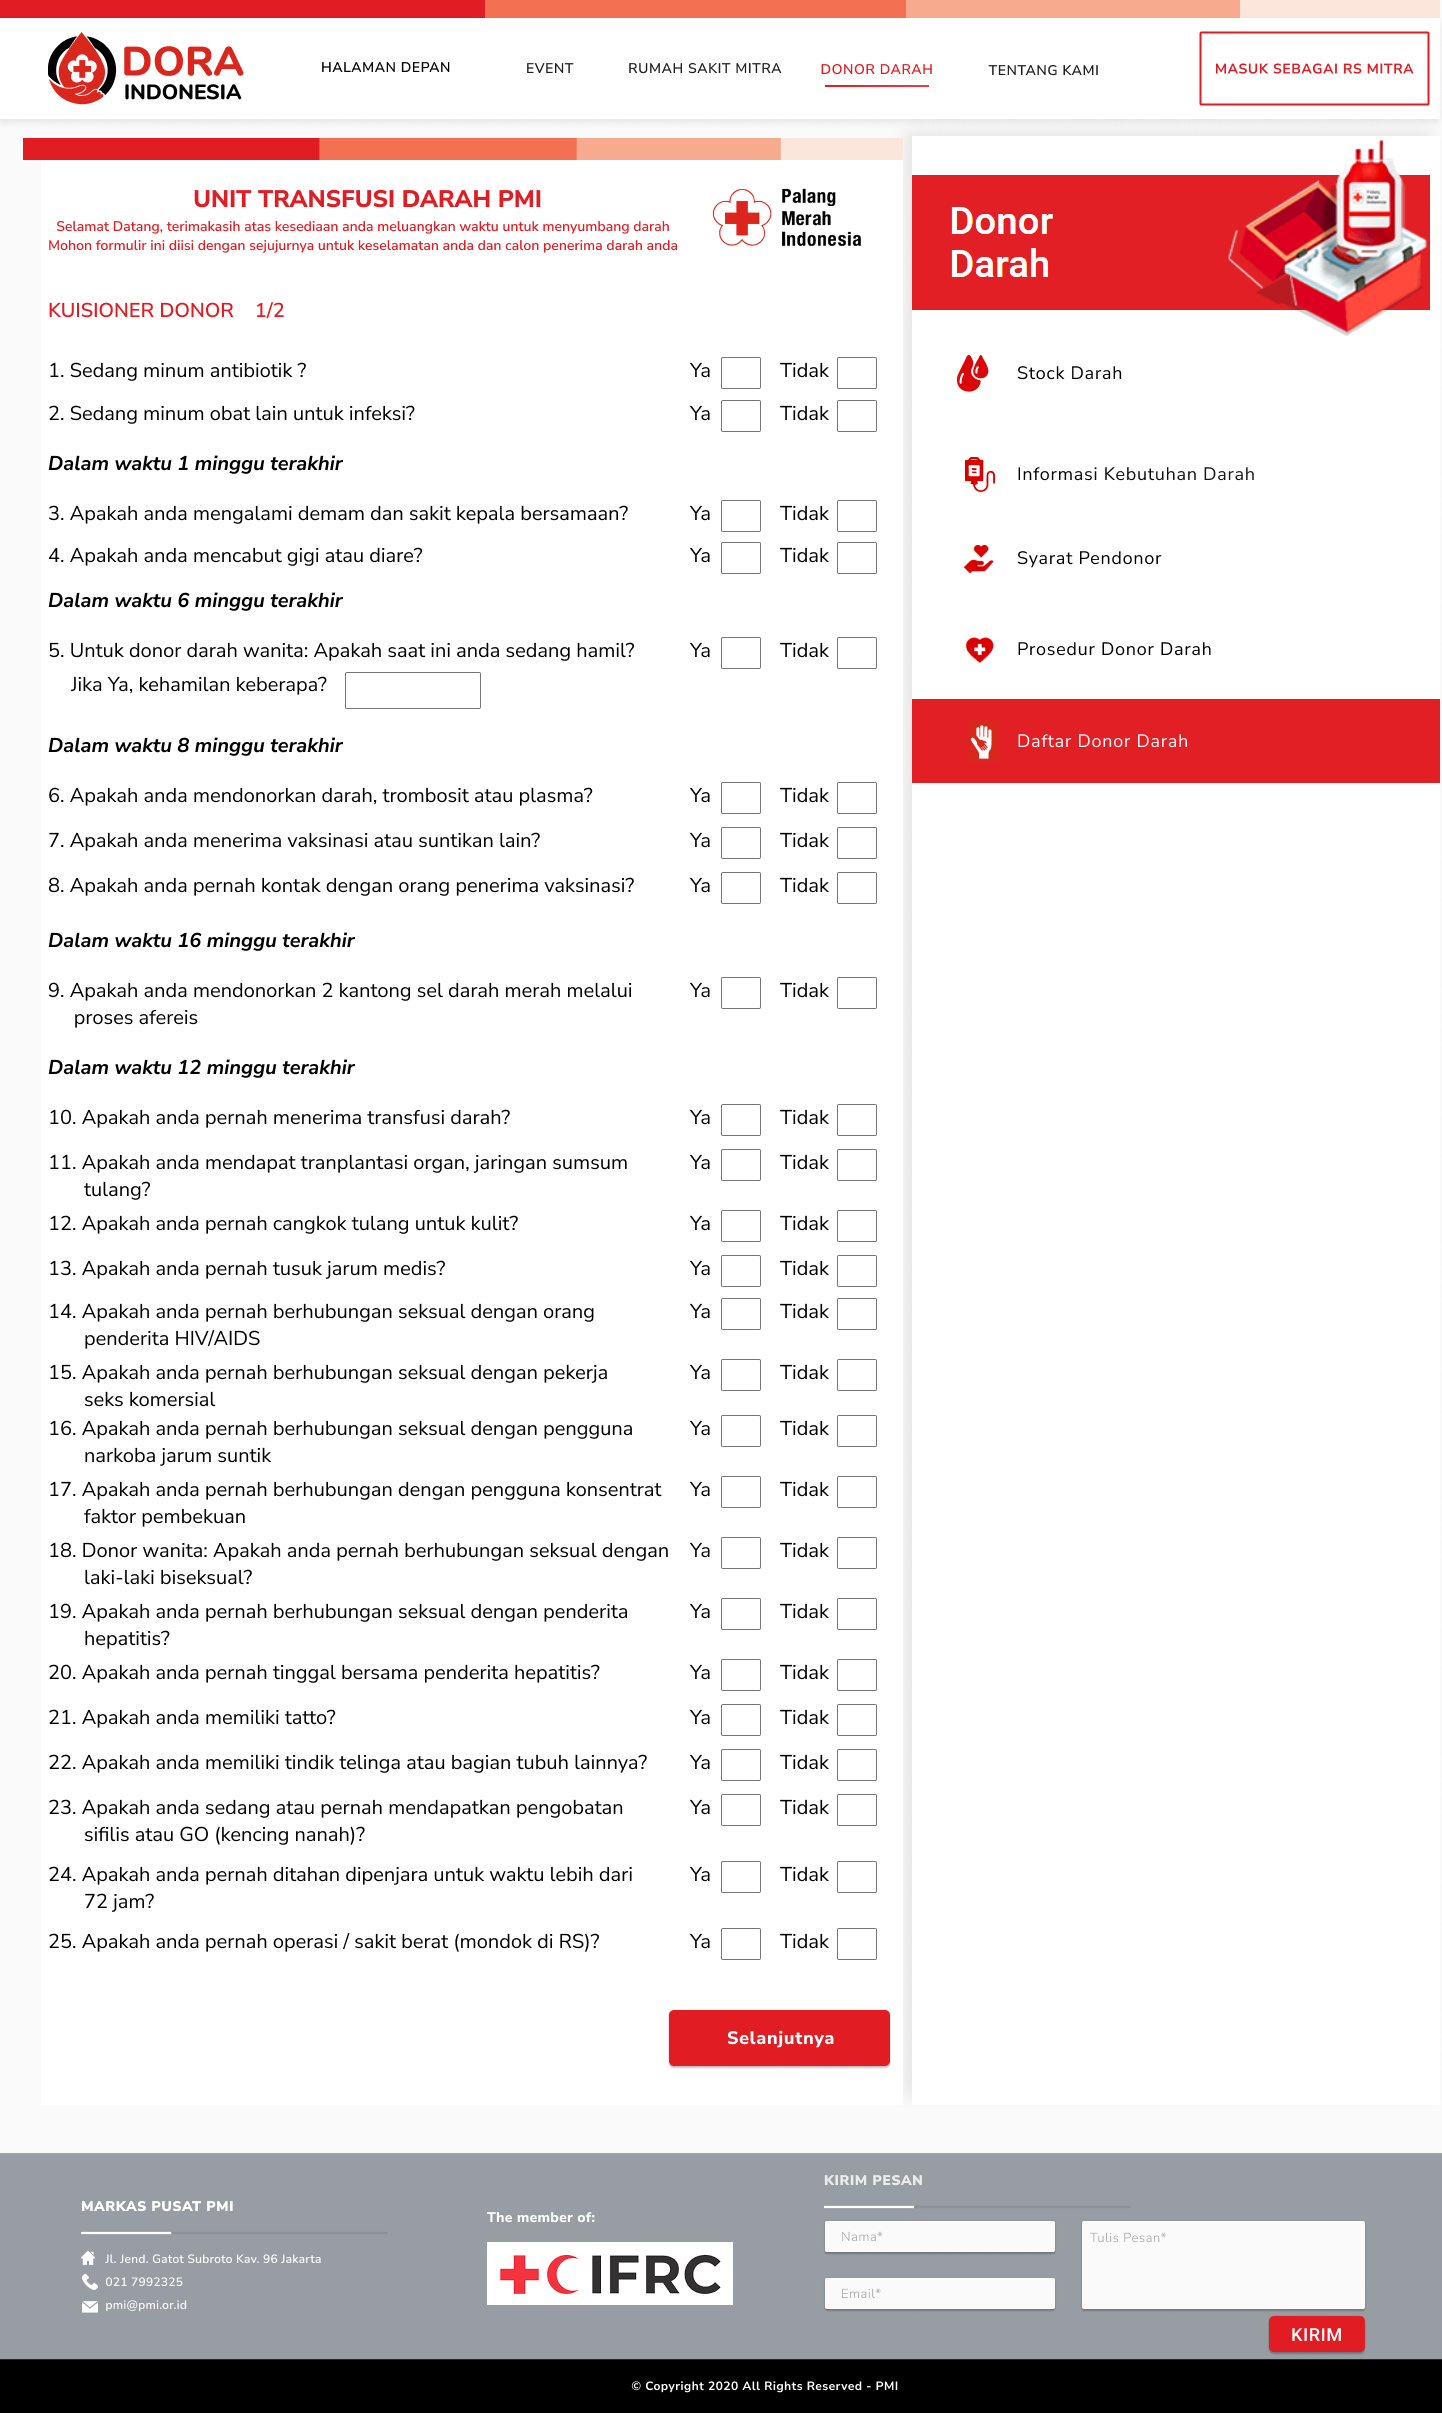 DORA
INDONESIA
HALAMAN DEPAN
EVENT
RUMAH SAKIT MITRA
DONOR DARAH
TENTANG KAMI
MASUK SEBAGAI RS MITRA
UNIT TRANSFUSI DARAH PMI
Selamat Datang, terimakasih atas kesediaan anda meluangkan waktu untuk menyumbang darah
Mohon formulir ini diisi dengan sejujurnya untuk keselamatan anda dan calon penerima darah anda
Palang
Merah
Indonesia
KUISIONER DONOR 1/2
1. Sedang minum antibiotik ? Ya Tidak
2. Sedang minum obat lain untuk infeksi? Ya Tidak
Dalam waktu 1 minggu terakhir
3. Apakah anda mengalami demam dan sakit kepala bersamaan? Ya Tidak
4. Apakah anda mencabut gigi atau diare? Ya Tidak
Dalam waktu 6 minggu terakhir
5. Untuk donor darah wanita: Apakah saat ini anda sedang hamil? Ya Tidak
Jika Ya, kehamilan keberapa?
Dalam waktu 8 minggu terakhir
6. Apakah anda mendonorkan darah, trombosit atau plasma? Ya Tidak
7. Apakah anda menerima vaksinasi atau suntikan lain? Ya Tidak
8. Apakah anda pernah kontak dengan orang penerima vaksinasi? Ya Tidak
Dalam waktu 16 minggu terakhir
9. Apakah anda mendonorkan 2 kantong sel darah merah melalui Ya Tidak
proses afereis
Dalam waktu 12 minggu terakhir
10. Apakah anda pernah menerima transfusi darah? Ya Tidak
11. Apakah anda mendapat tranplantasi organ, jaringan sumsum Ya Tidak
tulang?
12. Apakah anda pernah cangkok tulang untuk kulit? Ya Tidak
13. Apakah anda pernah tusuk jarum medis? Ya Tidak
14. Apakah anda pernah berhubungan seksual dengan orang Ya Tidak
penderita HIV/AIDS
15. Apakah anda pernah berhubungan seksual dengan pekerja Ya Tidak
seks komersial
16. Apakah anda pernah berhubungan seksual dengan pengguna Ya Tidak
narkoba jarum suntik
17. Apakah anda pernah berhubungan dengan pengguna konsentrat Ya Tidak
faktor pembekuan
18. Donor wanita: Apakah anda pernah berhubungan seksual dengan Ya Tidak
laki-laki biseksual?
19. Apakah anda pernah berhubungan seksual dengan penderita Ya Tidak
hepatitis?
20. Apakah anda pernah tinggal bersama penderita hepatitis? Ya Tidak
21. Apakah anda memiliki tatto? Ya Tidak
22. Apakah anda memiliki tindik telinga atau bagian tubuh lainnya? Ya Tidak
23. Apakah anda sedang atau pernah mendapatkan pengobatan Ya Tidak
sifilis atau GO (kencing nanah)?
24. Apakah anda pernah ditahan dipenjara untuk waktu lebih dari Ya Tidak
72 jam?
25. Apakah anda pernah operasi / sakit berat (mondok di RS)? Ya Tidak
Selanjutnya
Donor
Darah
Palang
Merah
Indonesia
Stock Darah
Informasi Kebutuhan Darah
Syarat Pendonor
Prosedur Donor Darah
Daftar Donor Darah
MARKAS PUSAT PMI
Jl. Jend. Gatot Subroto Kav. 96 Jakarta
021 7992325
pmi@pmi.or.id
The member of:
IFRC
KIRIM PESAN
Nama*
Email*
Tulis Pesan*
KIRIM
© Copyright 2020 All Rights Reserved - PMI